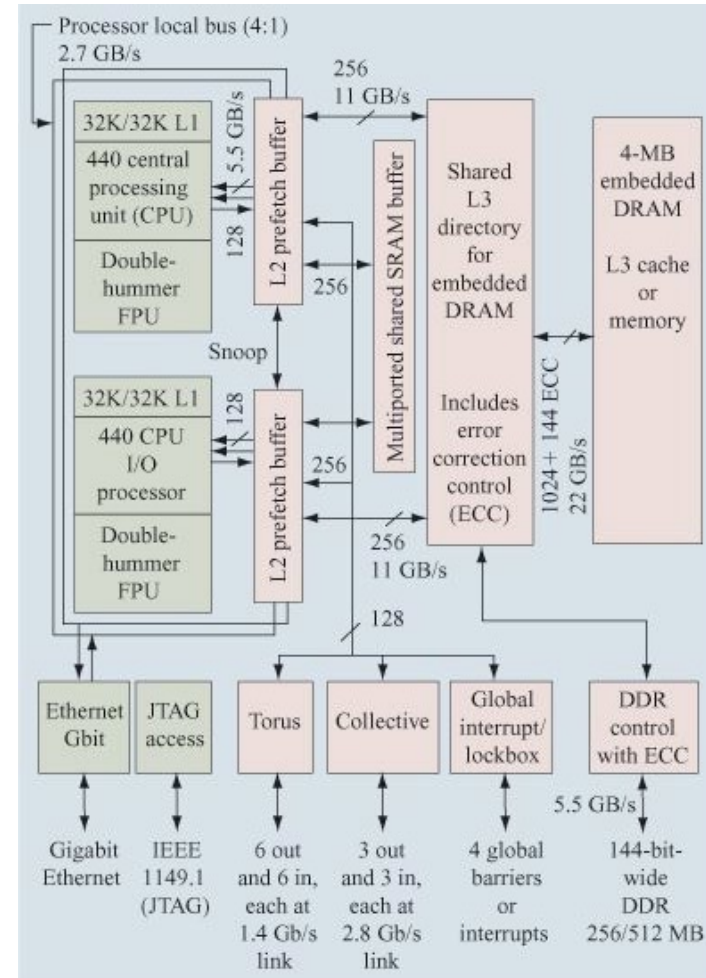 Processor local bus (4:1)
2.7 GB/s
256
11 GB/s
32K/32K L1
440 central
processing
unit (CPU)
Double-
hummer
FPU
5.5 GB/s
128
L2 prefetch buffer
256
Multiported shared SRAM buffer
Shared
L3
directory
for
embedded
DRAM
Includes
error
correction
control
(ECC)
1024+ 144 ECC
22 GB/s
4-MB
embedded
DRAM
L3 cache
or
memory
Snoop
32K/32K L1
440 CPU
I/O
processor
Double-
hummer
FPU
128
L2 prefetch buffer
256
256
11 GB/s
128
Ethernet
Gbit
JTAG
access
Torus
Collective
Global
interrupt/
lockbox
DDR
control
with ECC
5.5 GB/s
Gigabit
Ethernet
IEEE
1149.1
(JTAG)
6 out
and 6 in,
each at
1.4 Gb/s
link
3 out
and 3 in,
each at
2.8 Gb/s
link
4 global
barriers
or
interrupts
144-bit-
wide
DDR
256/512 MB